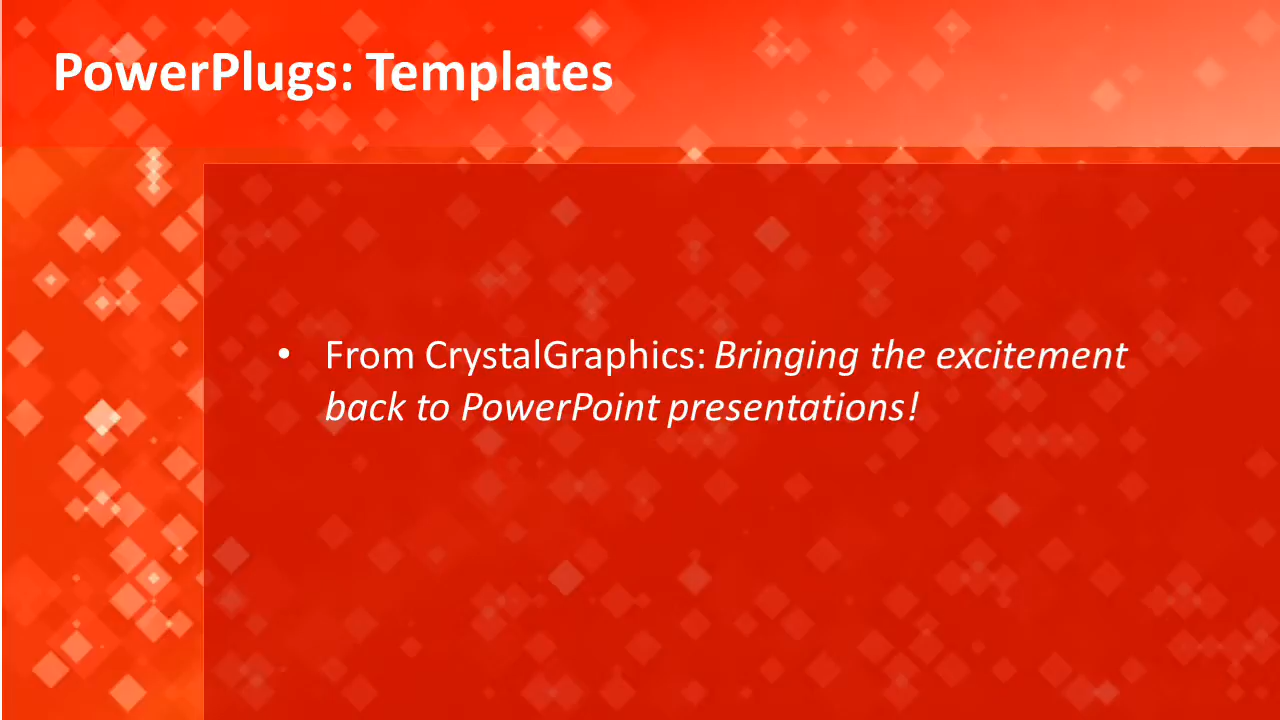 PowerPlugs: Templates
• From CrystalGraphics: Bringing the excitement
back to PowerPoint presentations!